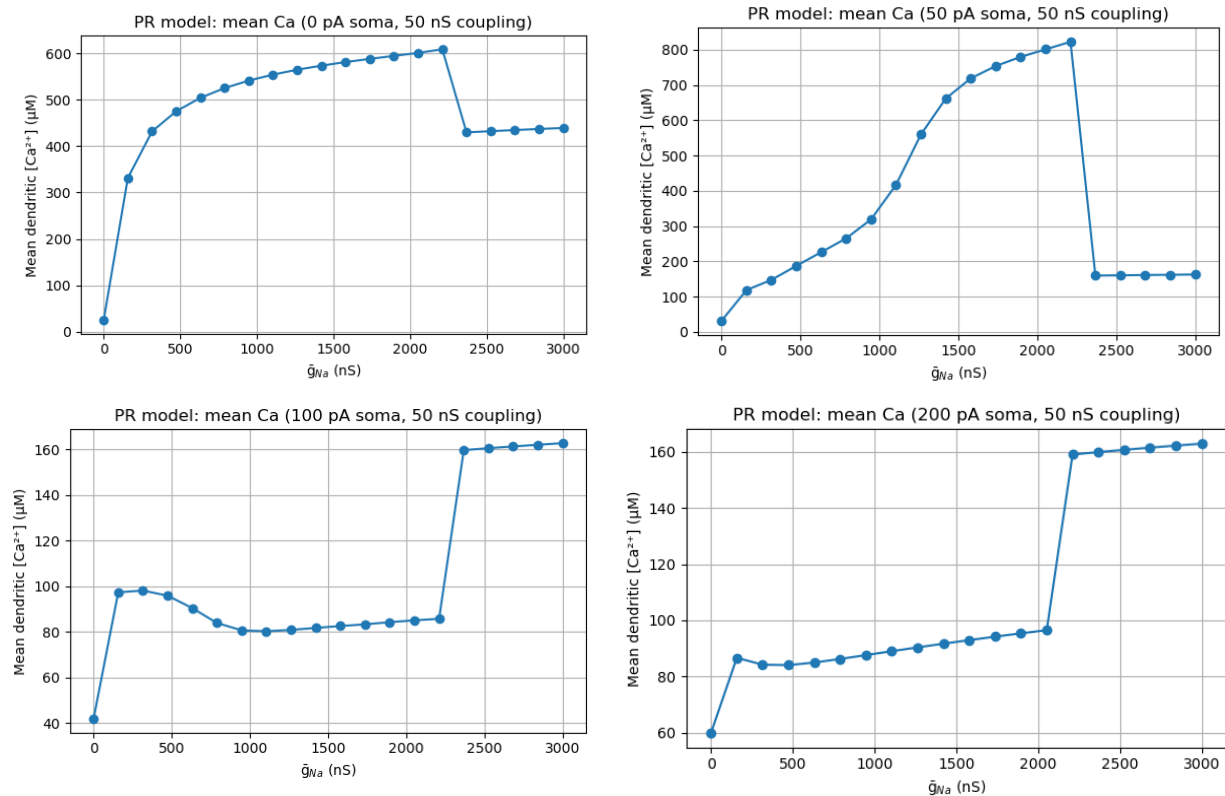 PR model: mean Ca (0 pA soma, 50 nS coupling)
600
500
400
300
200
100
0
Mean dendritic [Ca²⁺] (µM)
0 500 1000 1500 2000 2500 3000
ḡNa (nS)
PR model: mean Ca (50 pA soma, 50 nS coupling)
800
700
600
500
400
300
200
100
0
Mean dendritic [Ca²⁺] (µM)
0 500 1000 1500 2000 2500 3000
ḡNa (nS)
PR model: mean Ca (100 pA soma, 50 nS coupling)
160
140
120
100
80
60
40
Mean dendritic [Ca²⁺] (µM)
0 500 1000 1500 2000 2500 3000
ḡNa (nS)
PR model: mean Ca (200 pA soma, 50 nS coupling)
160
140
120
100
80
60
Mean dendritic [Ca²⁺] (µM)
0 500 1000 1500 2000 2500 3000
ḡNa (nS)